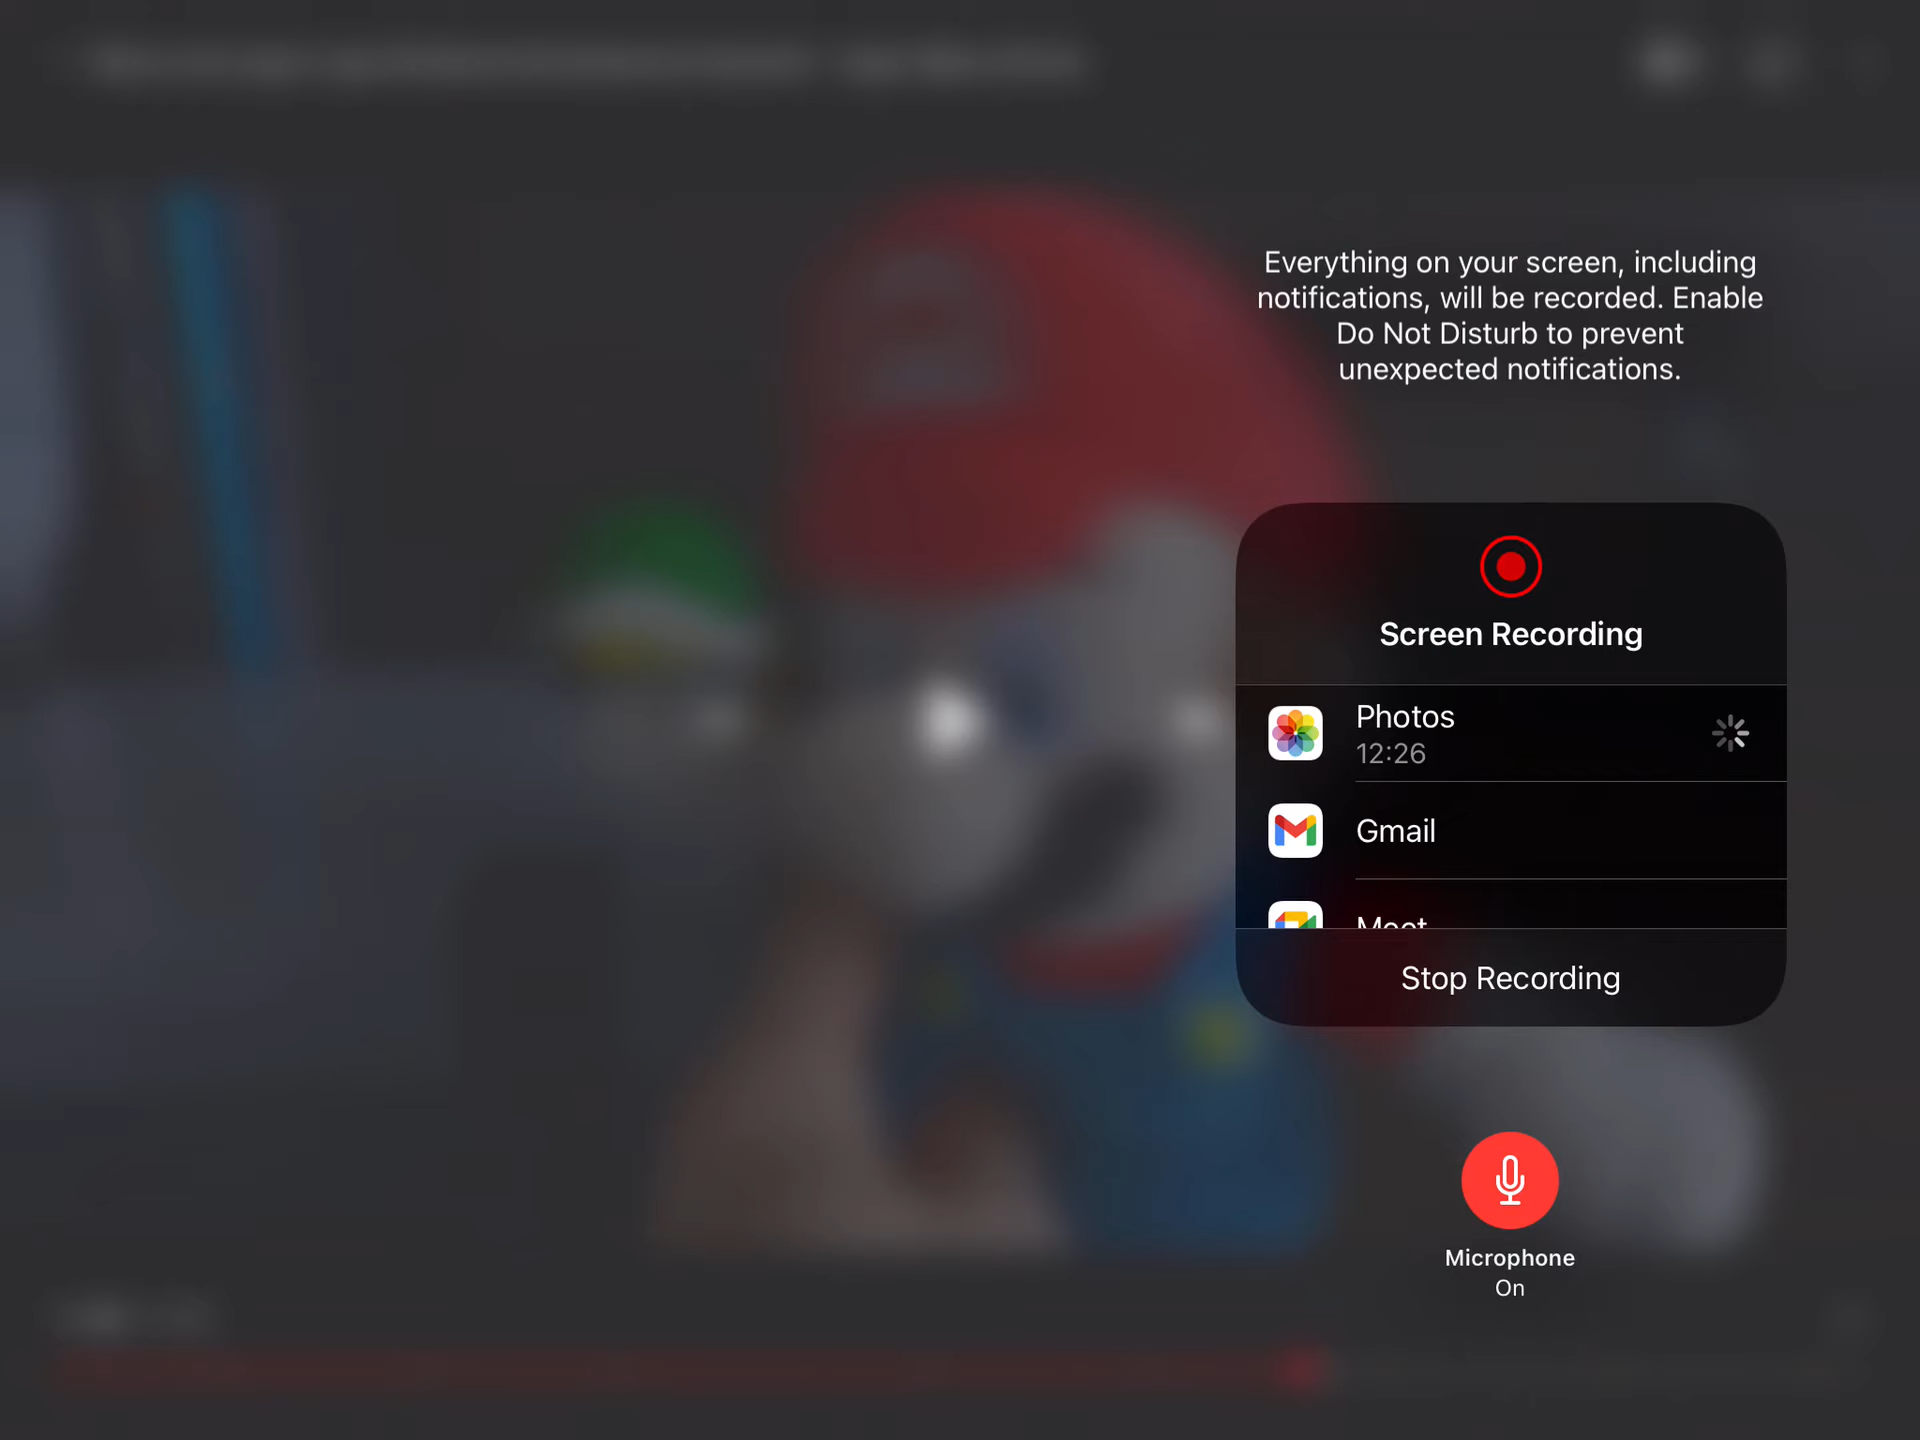 Everything on your screen, including
notifications, will be recorded. Enable
Do Not Disturb to prevent
unexpected notifications.
Screen Recording
Photos
12:26
Gmail
Meet
Stop Recording
Microphone
On